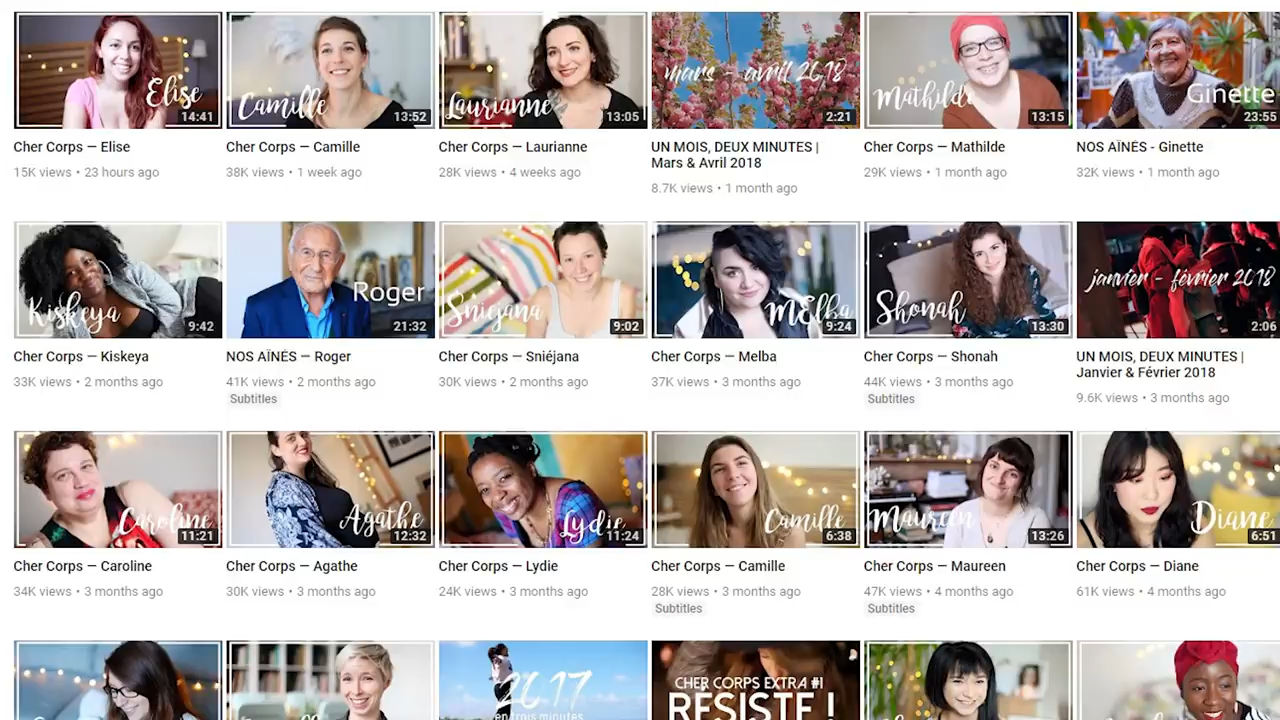 Elise
14:41
Camille
13:52
Laurianne
13:05
mars - avril 2018
2:21
Mathilde
13:15
Ginette
23:55
Cher Corps — Elise
Cher Corps — Camille
Cher Corps — Laurianne
UN MOIS, DEUX MINUTES |
Mars & Avril 2018
Cher Corps — Mathilde
NOS AÎNÉS - Ginette
15K views • 23 hours ago
38K views • 1 week ago
28K views • 4 weeks ago
8.7K views • 1 month ago
29K views • 1 month ago
32K views • 1 month ago
Kiskeya
9:42
Roger
21:32
Sniéjana
9:02
Melba
9:24
Shonah
13:30
janvier - février 2018
2:06
Cher Corps — Kiskeya
NOS AÎNÉS — Roger
Cher Corps — Sniéjana
Cher Corps — Melba
Cher Corps — Shonah
UN MOIS, DEUX MINUTES |
Janvier & Février 2018
33K views • 2 months ago
41K views • 2 months ago
Subtitles
30K views • 2 months ago
37K views • 3 months ago
44K views • 3 months ago
Subtitles
9.6K views • 3 months ago
Caroline
11:21
Agathe
12:32
Lydie
11:24
Camille
6:38
Maureen
13:26
Diane
6:51
Cher Corps — Caroline
Cher Corps — Agathe
Cher Corps — Lydie
Cher Corps — Camille
Cher Corps — Maureen
Cher Corps — Diane
34K views • 3 months ago
30K views • 3 months ago
24K views • 3 months ago
28K views • 3 months ago
Subtitles
47K views • 4 months ago
Subtitles
61K views • 4 months ago
2017
en trois minutes
CHER CORPS EXTRA #1
RÉSISTE !